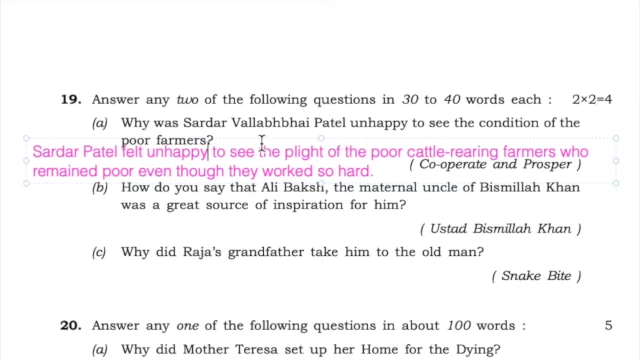 19. Answer any two of the following questions in 30 to 40 words each : 2×2=4
(a) Why was Sardar Vallabhbhai Patel unhappy to see the condition of the
poor farmers?
Sardar Patel felt unhappy to see the plight of the poor cattle-rearing farmers who
( Co-operate and Prosper )
remained poor even though they worked so hard.
(b) How do you say that Ali Baksh, the maternal uncle of Bismillah Khan
was a great source of inspiration for him?
( Ustad Bismillah Khan )
(c) Why did Raja's grandfather take him to the old man?
( Snake Bite )
20. Answer any one of the following questions in about 100 words : 5
(a) Why did Mother Teresa set up her Home for the Dying?